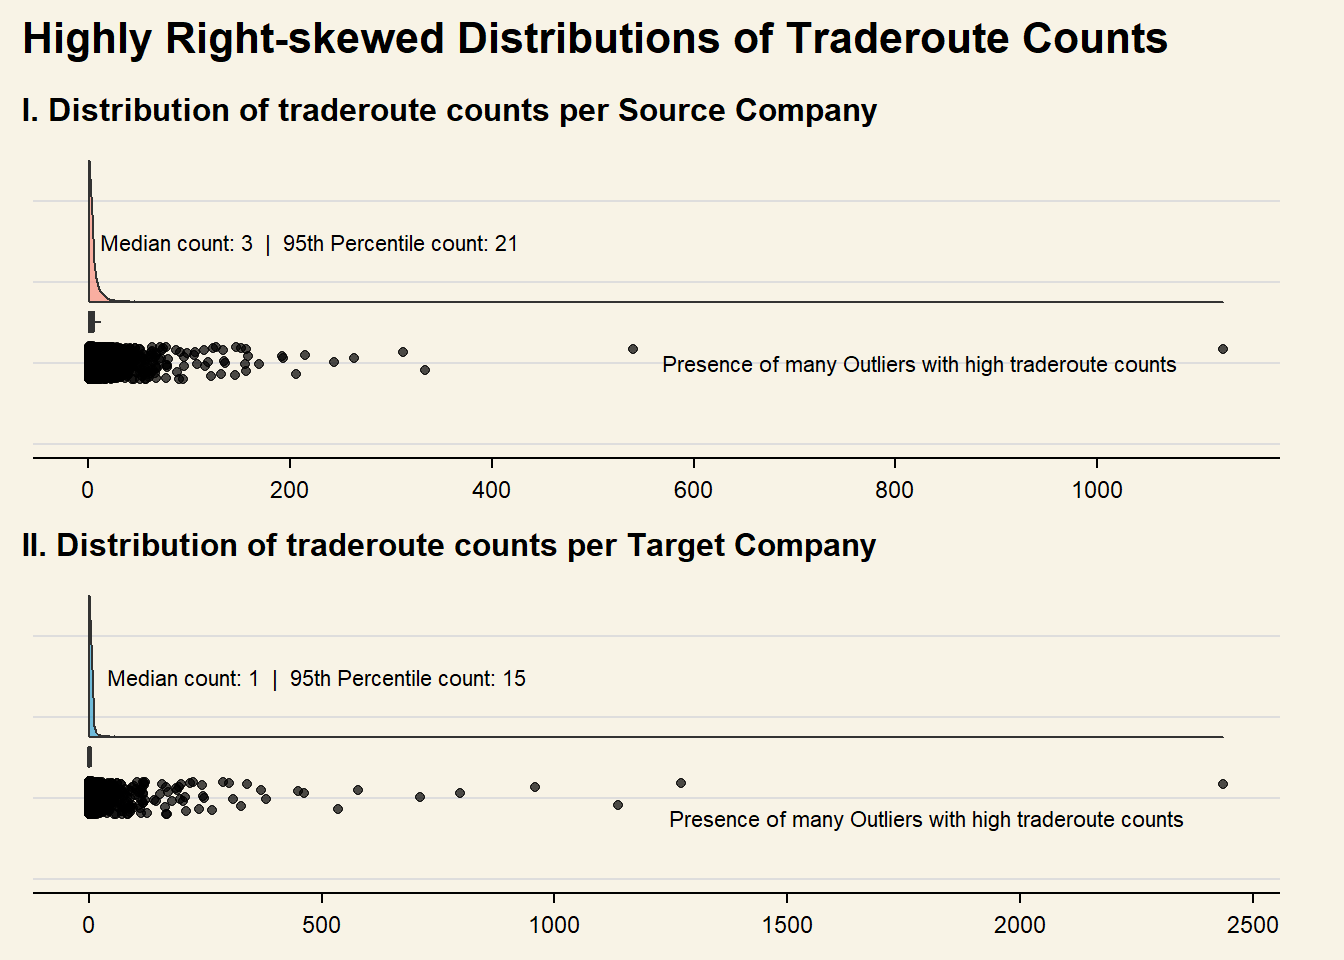 Highly Right-skewed Distributions of Traderoute Counts
I. Distribution of traderoute counts per Source Company
Median count: 3 | 95th Percentile count: 21
Presence of many Outliers with high traderoute counts
0 200 400 600 800 1000
II. Distribution of traderoute counts per Target Company
Median count: 1 | 95th Percentile count: 15
Presence of many Outliers with high traderoute counts
0 500 1000 1500 2000 2500